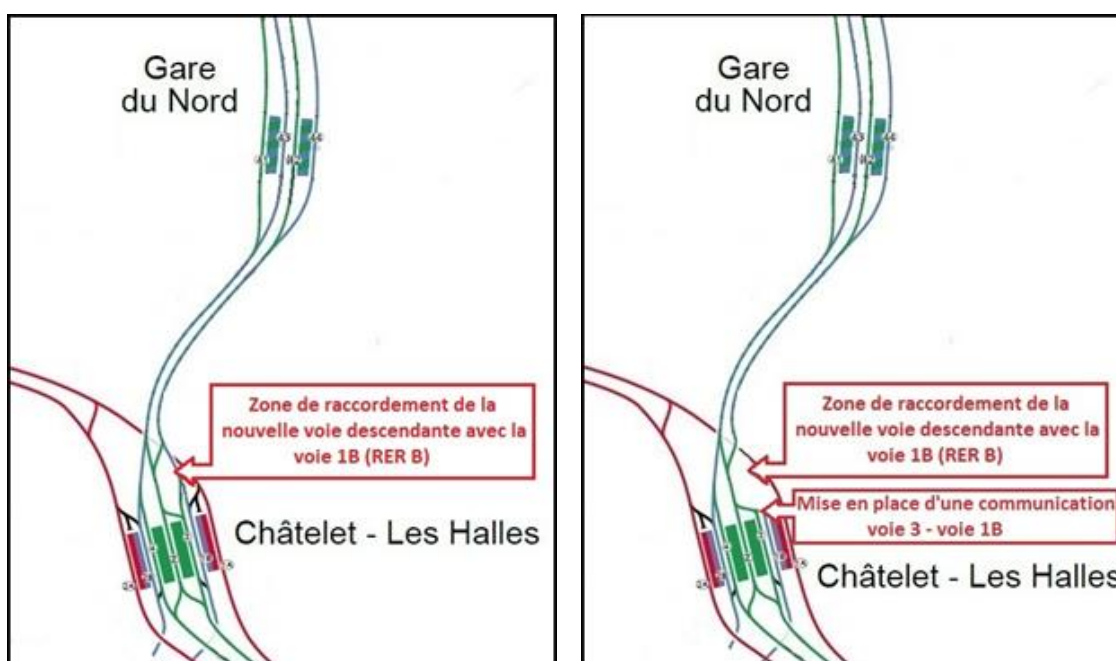 Gare
du Nord
Zone de raccordement de la
nouvelle voie descendante avec la
voie 1B (RER B)
Châtelet - Les Halles
Gare
du Nord
Zone de raccordement de la
nouvelle voie descendante avec la
voie 1B (RER B)
Mise en place d'une communication
voie 3 - voie 1B
Châtelet - Les Halles